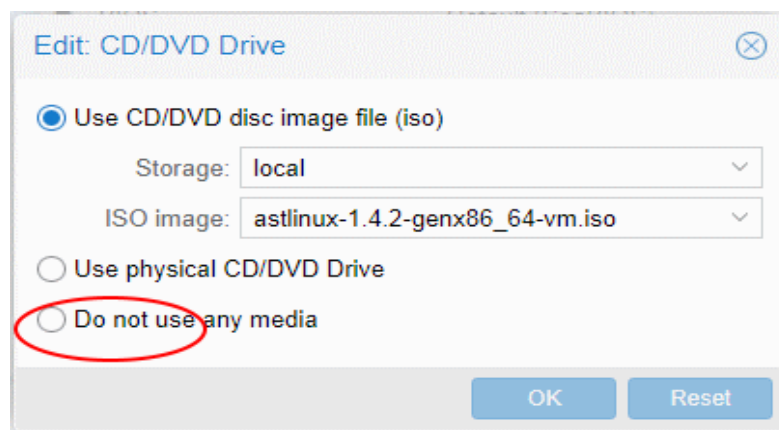 Edit: CD/DVD Drive
Use CD/DVD disc image file (iso)
Storage: local
ISO image: astlinux-1.4.2-genx86_64-vm.iso
Use physical CD/DVD Drive
Do not use any media
OK Reset